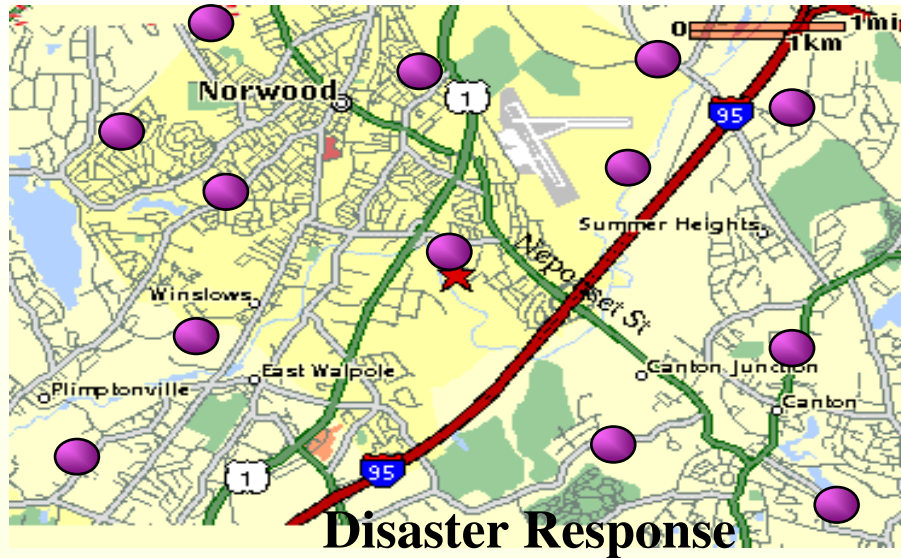 0
1mi
1km
Norwood
1
95
Summer Heights
Neponset St
Winslows
East Walpole
Plimptonville
Canton Junction
Canton
1
95
Disaster Response